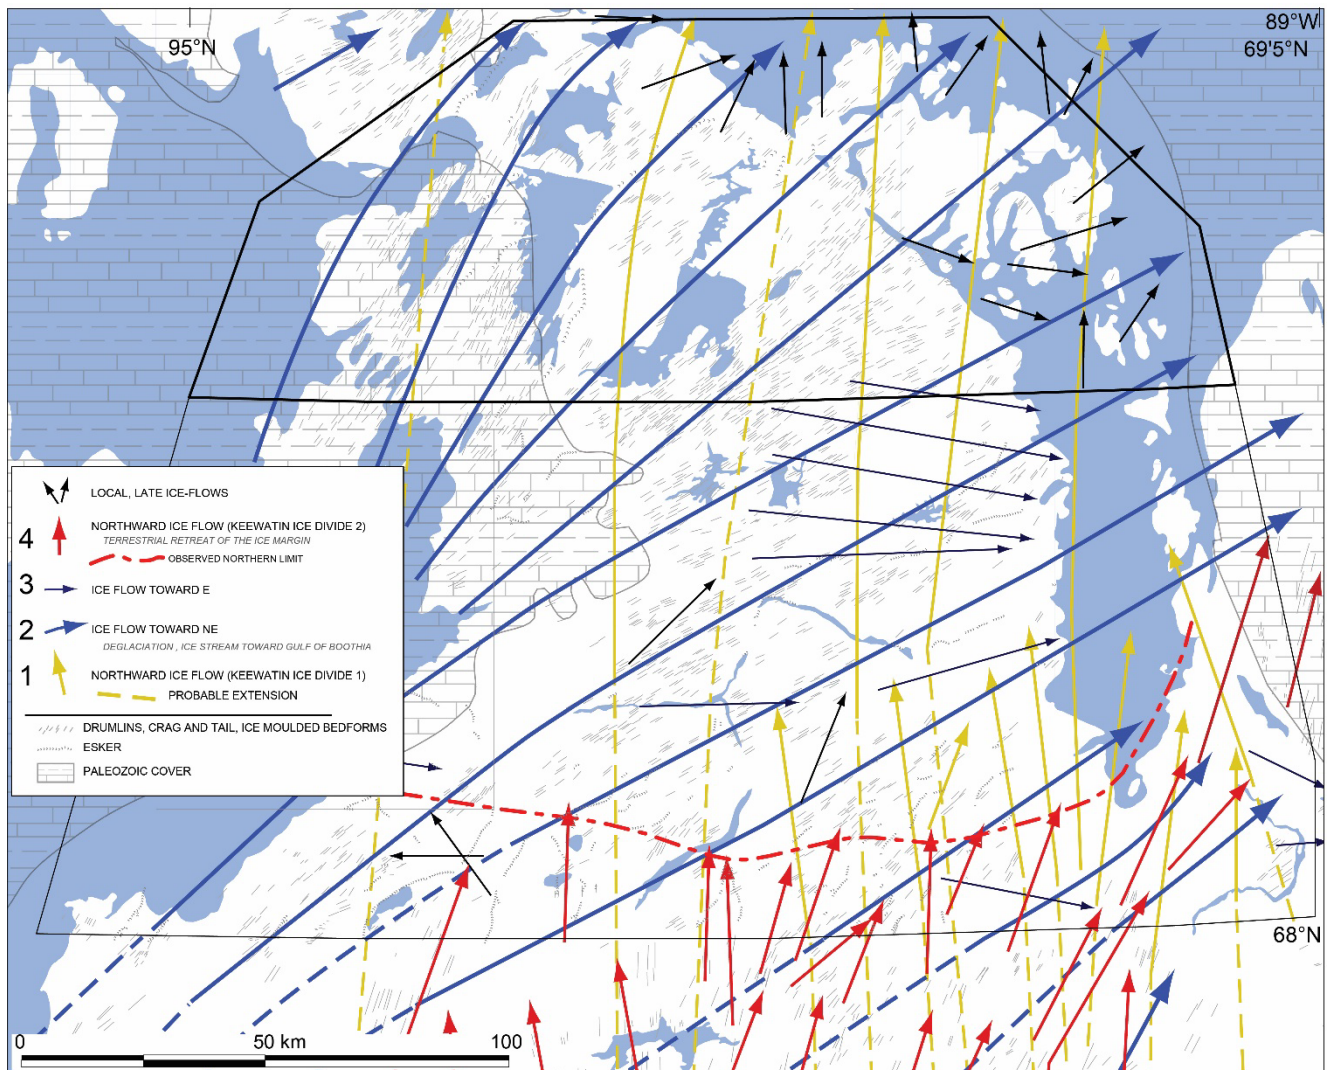 95°N
89°W
69'5°N
LOCAL, LATE ICE-FLOWS
4
NORTHWARD ICE FLOW (KEEWATIN ICE DIVIDE 2)
TERRESTRIAL RETREAT OF THE ICE MARGIN
OBSERVED NORTHERN LIMIT
3
ICE FLOW TOWARD E
2
ICE FLOW TOWARD NE
DEGLACIATION , ICE STREAM TOWARD GULF OF BOOTHIA
1
NORTHWARD ICE FLOW (KEEWATIN ICE DIVIDE 1)
PROBABLE EXTENSION
DRUMLINS, CRAG AND TAIL, ICE MOULDED BEDFORMS
ESKER
PALEOZOIC COVER
68°N
0 50 km 100